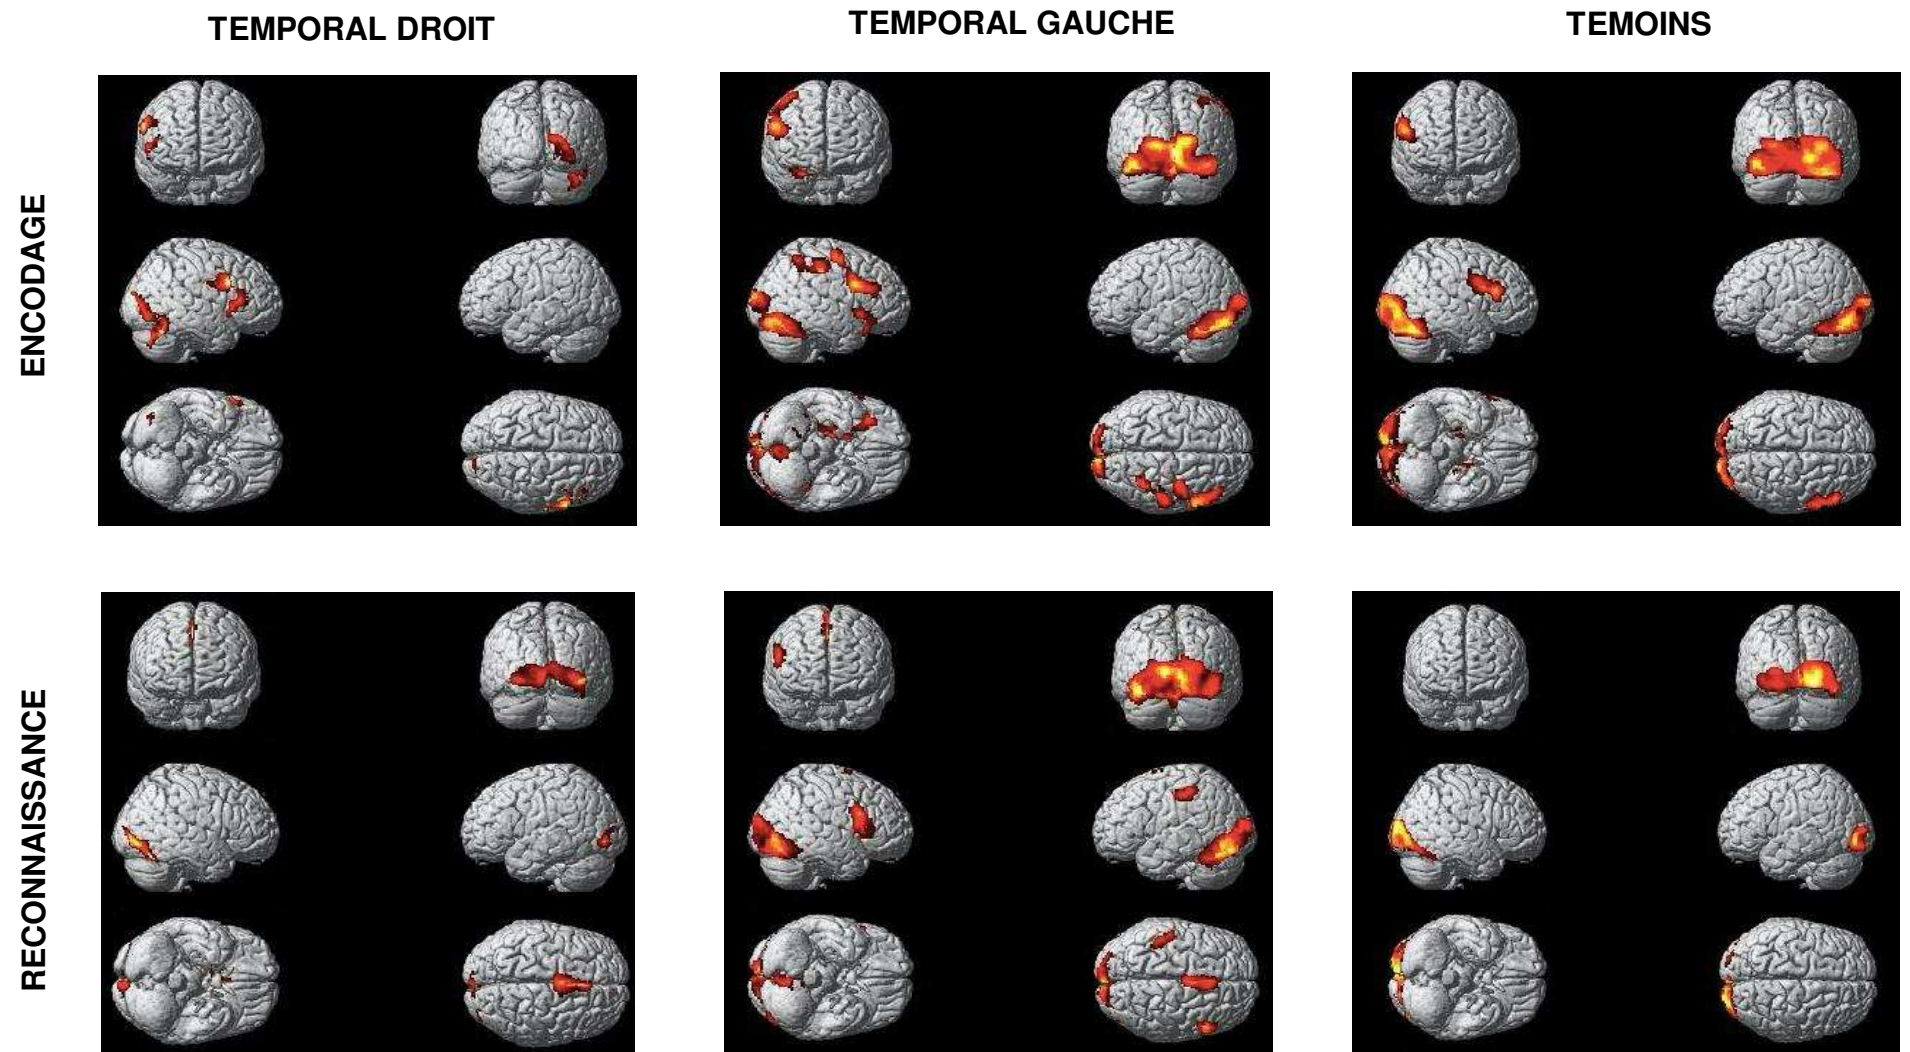 TEMPORAL DROIT
TEMPORAL GAUCHE
TEMOINS
ENCODAGE
RECONNAISSANCE